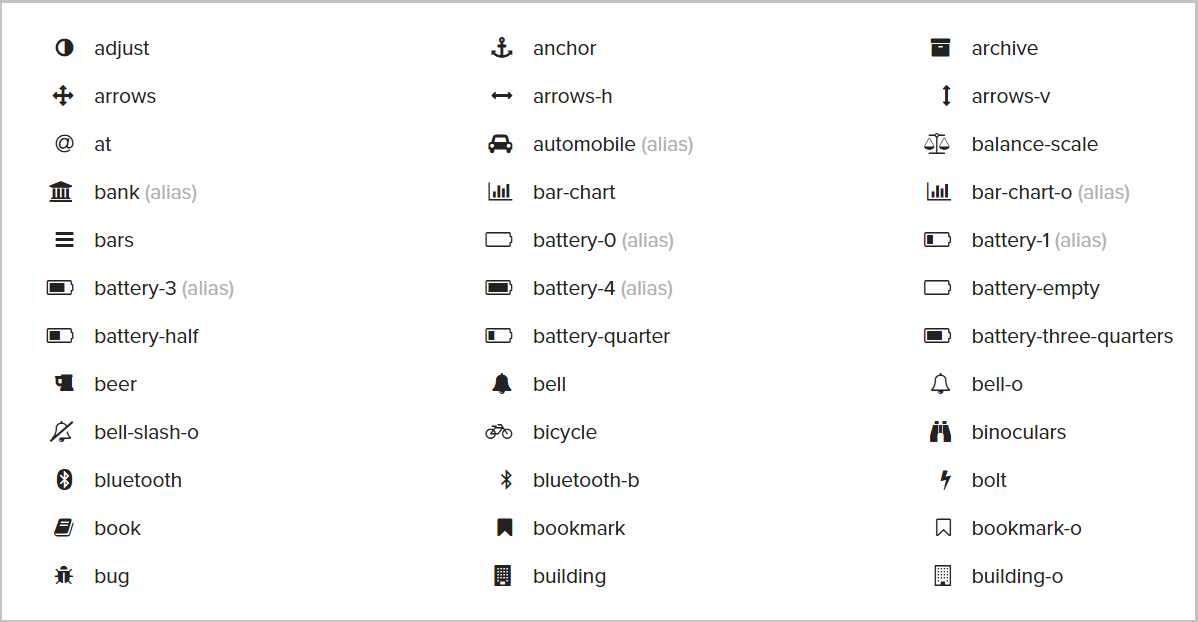 adjust anchor archive
arrows arrows-h arrows-v
at automobile (alias) balance-scale
bank (alias) bar-chart bar-chart-o (alias)
bars battery-0 (alias) battery-1 (alias)
battery-3 (alias) battery-4 (alias) battery-empty
battery-half battery-quarter battery-three-quarters
beer bell bell-o
bell-slash-o bicycle binoculars
bluetooth bluetooth-b bolt
book bookmark bookmark-o
bug building building-o